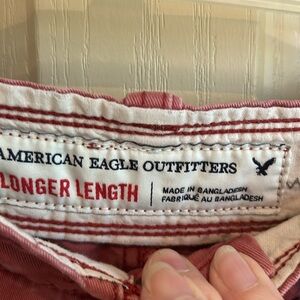 AMERICAN EAGLE OUTFITTERS
LONGER LENGTH
MADE IN BANGLADESH
FABRIQUÉ AU BANGLADESH